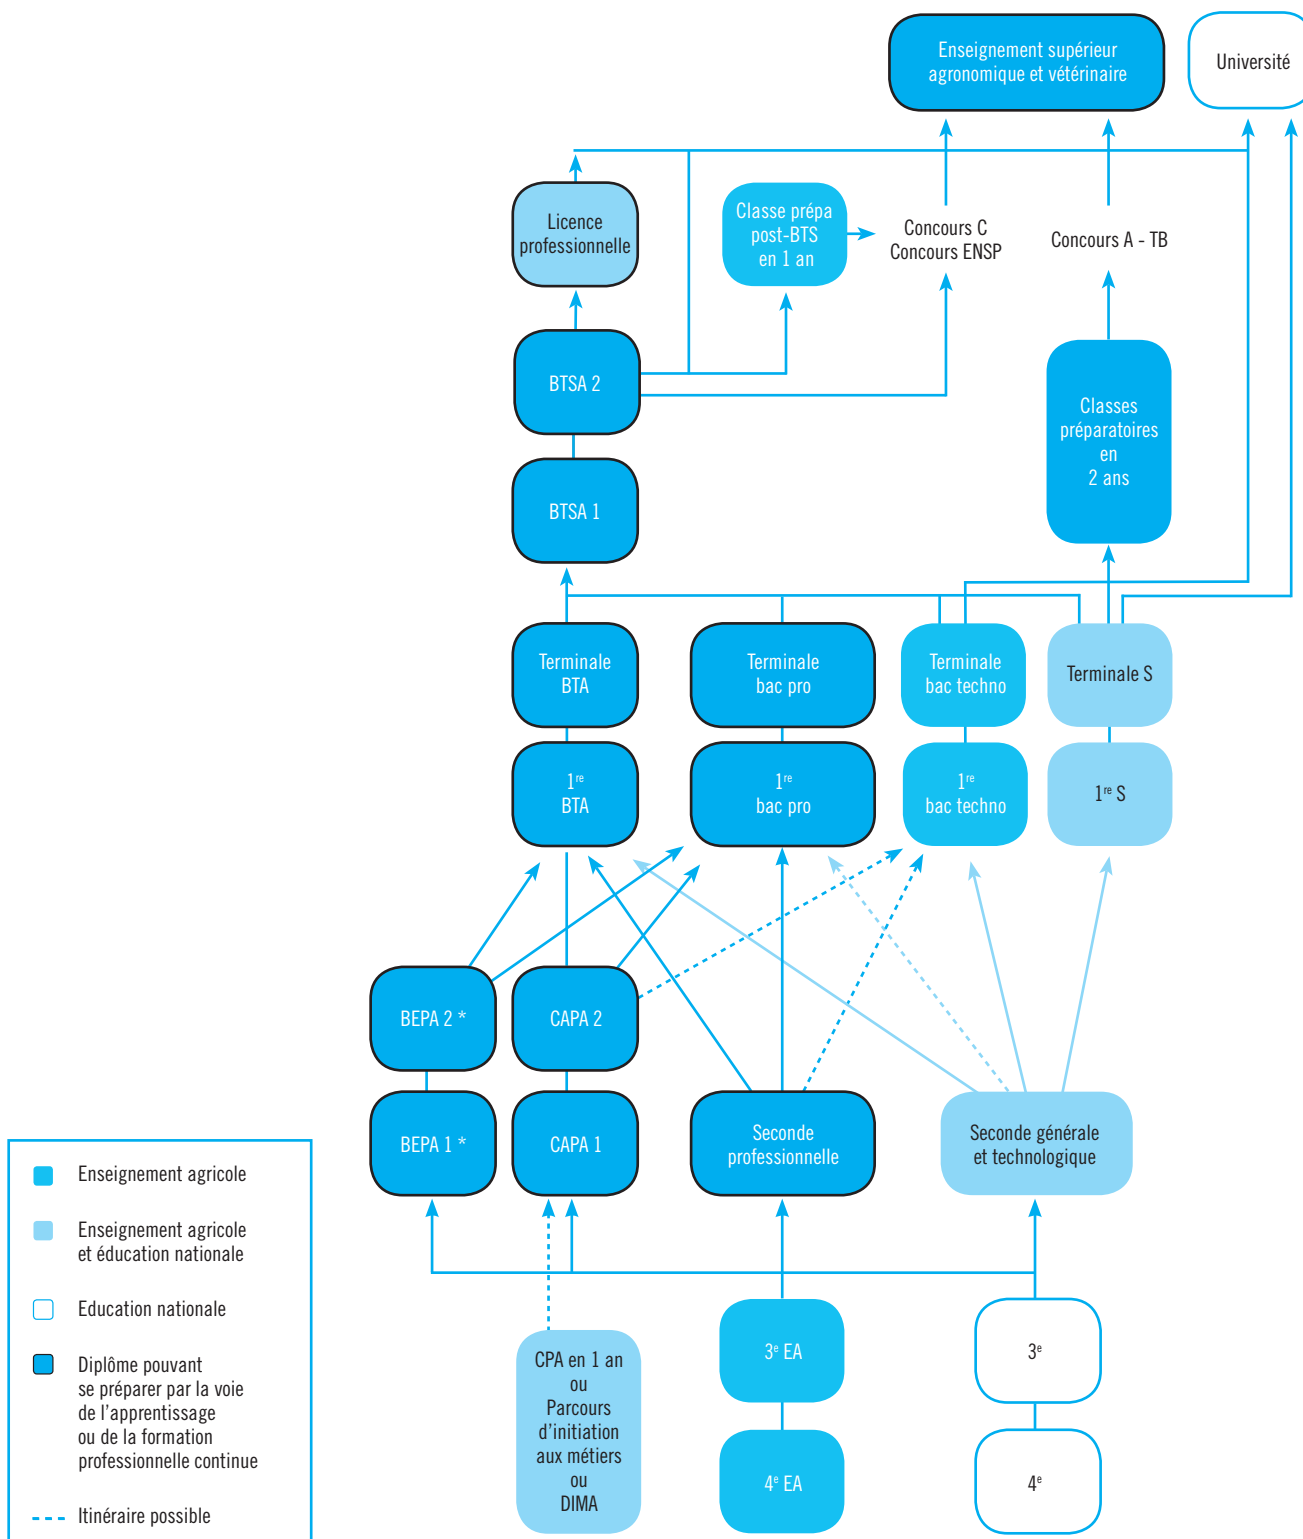 Enseignement supérieur
agronomique et vétérinaire
Université
Licence
professionnelle
Classe prépa
post-BTS
en 1 an
Concours C
Concours ENSP
Concours A - TB
BTSA 2
Classes
préparatoires
en
2 ans
BTSA 1
Terminale
BTA
Terminale
bac pro
Terminale
bac techno
Terminale S
1re
BTA
1re
bac pro
1re
bac techno
1re S
BEPA 2 *
CAPA 2
BEPA 1 *
CAPA 1
Seconde
professionnelle
Seconde générale
et technologique
CPA en 1 an
ou
Parcours
d'initiation
aux métiers
ou
DIMA
3e EA
3e
4e EA
4e
Enseignement agricole
Enseignement agricole
et éducation nationale
Education nationale
Diplôme pouvant
se préparer par la voie
de l'apprentissage
ou de la formation
professionnelle continue
Itinéraire possible